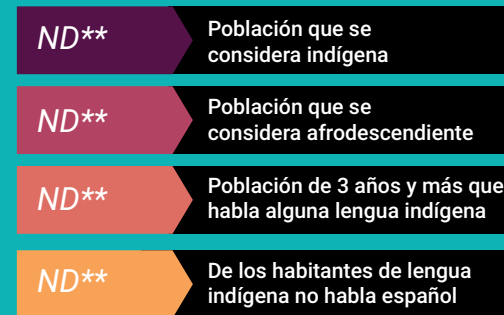 ND**
Población que se
considera indígena
ND**
Población que se
considera afrodescendiente
ND**
Población de 3 años y más que
habla alguna lengua indígena
ND**
De los habitantes de lengua
indígena no habla español